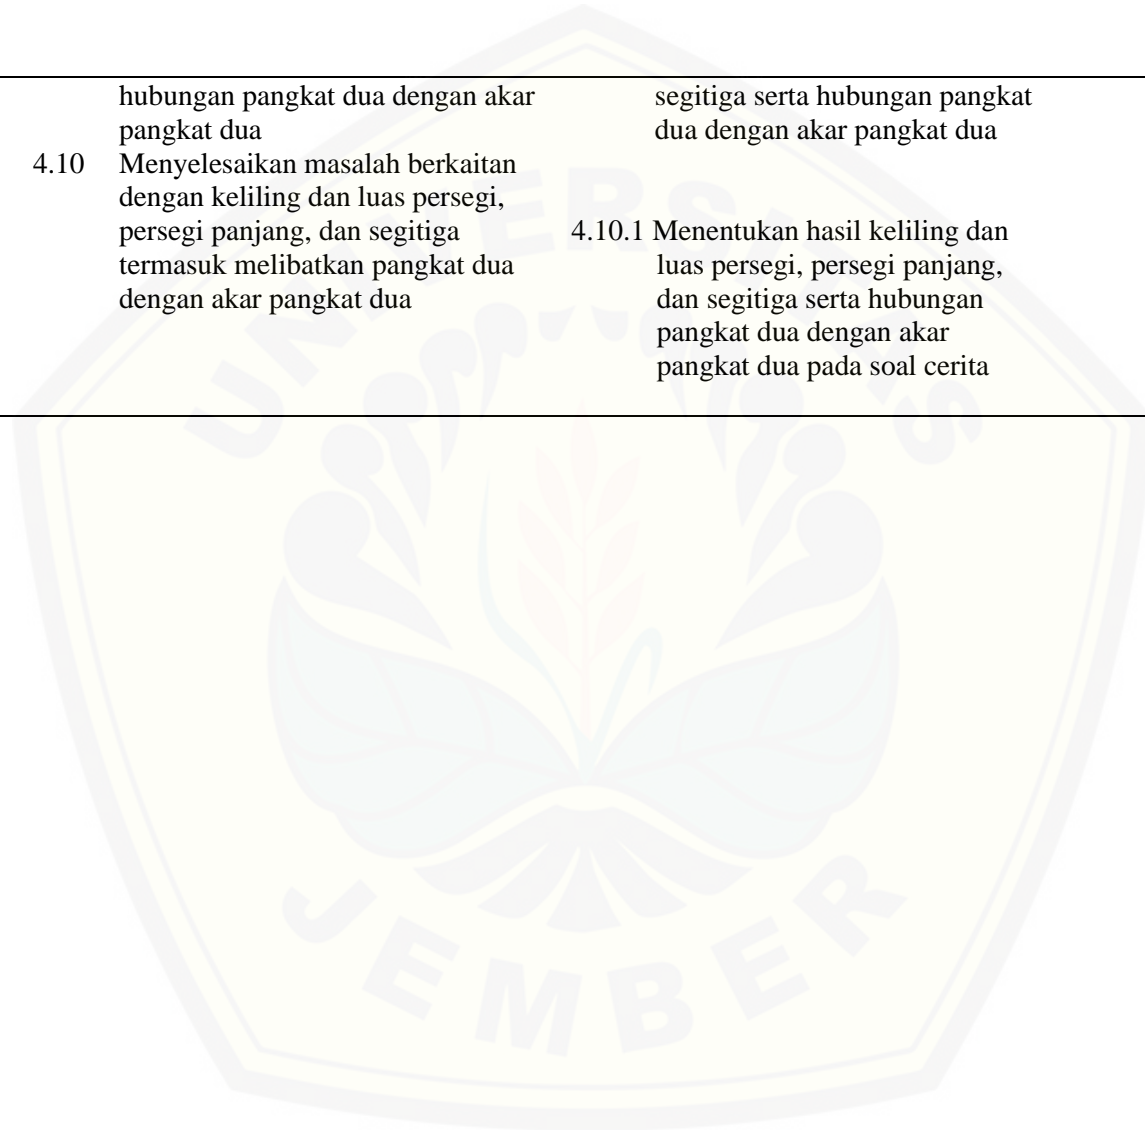 hubungan pangkat dua dengan akar
pangkat dua
4.10 Menyelesaikan masalah berkaitan
dengan keliling dan luas persegi,
persegi panjang, dan segitiga
termasuk melibatkan pangkat dua
dengan akar pangkat dua
segitiga serta hubungan pangkat
dua dengan akar pangkat dua
4.10.1 Menentukan hasil keliling dan
luas persegi, persegi panjang,
dan segitiga serta hubungan
pangkat dua dengan akar
pangkat dua pada soal cerita
UNIVERSITAS
JEMBER